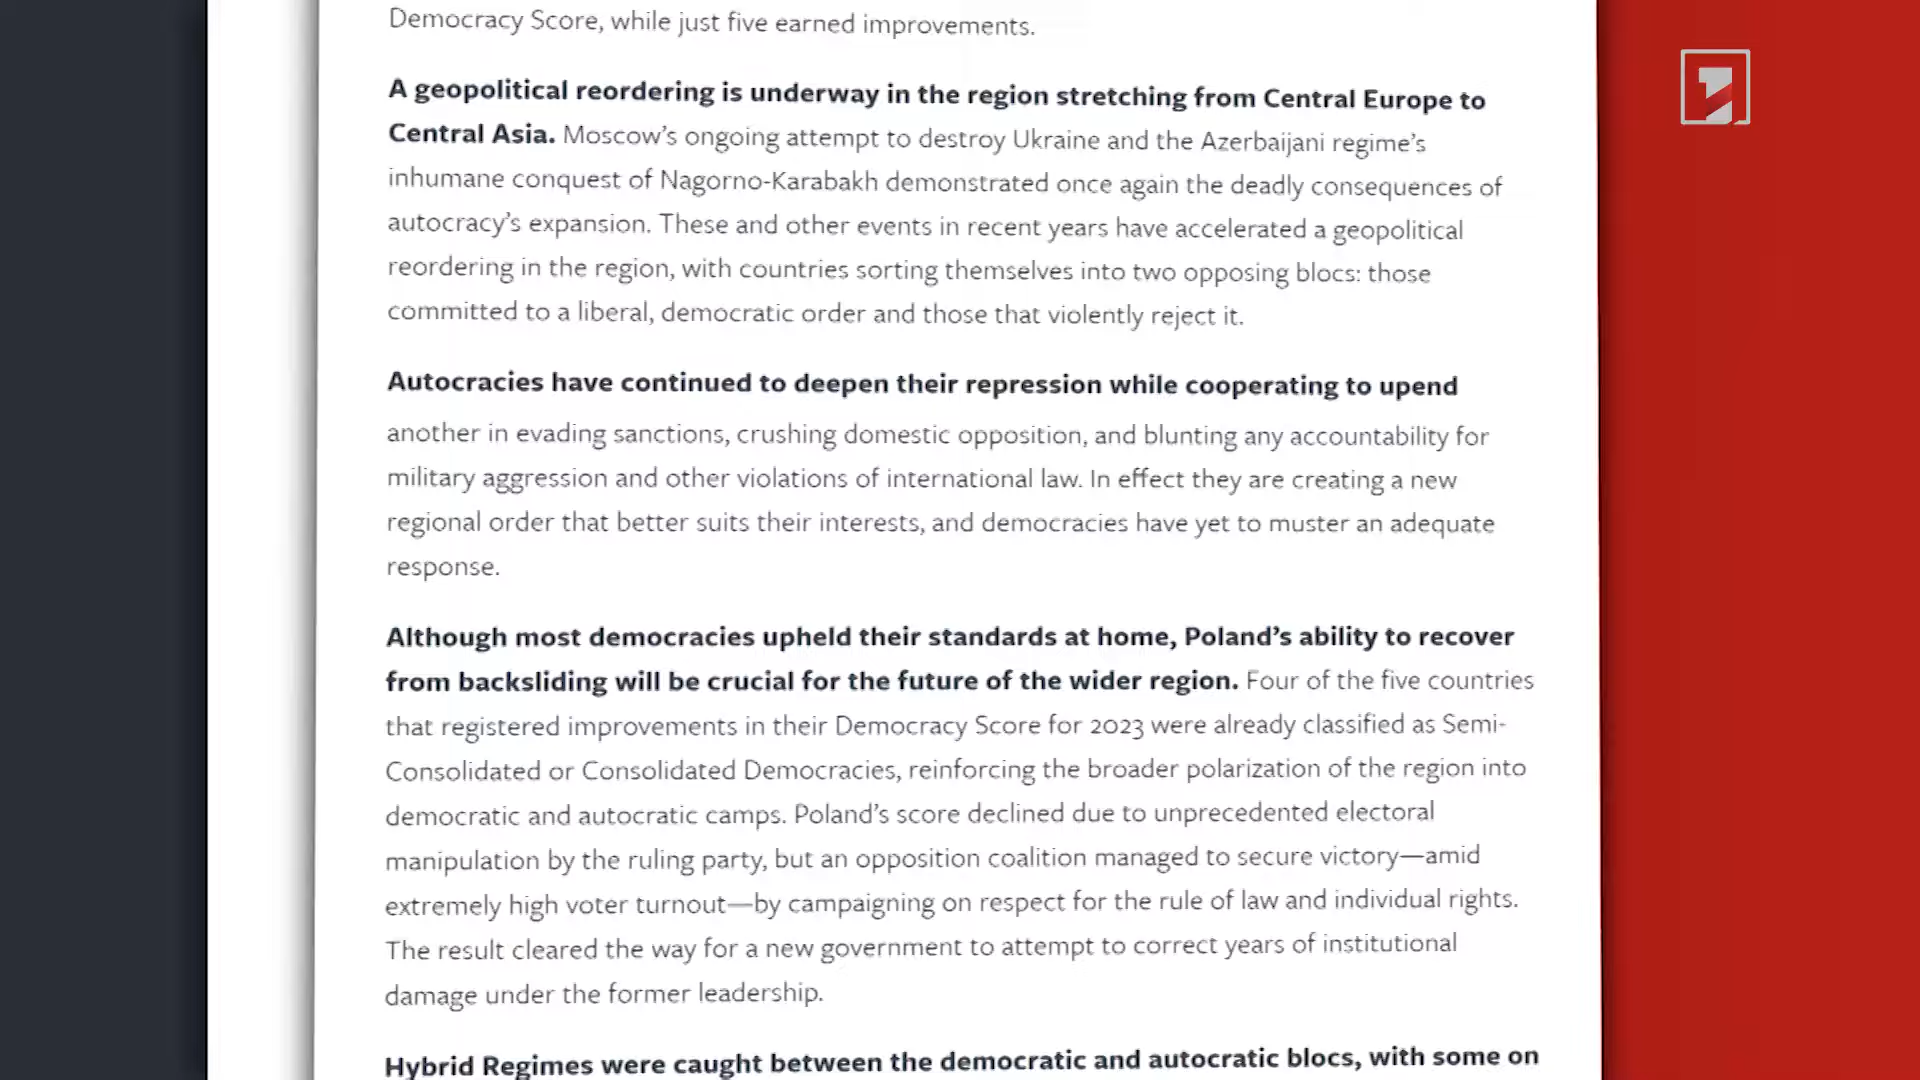 Democracy Score, while just five earned improvements.
A geopolitical reordering is underway in the region stretching from Central Europe to
Central Asia. Moscow's ongoing attempt to destroy Ukraine and the Azerbaijani regime's
inhumane conquest of Nagorno-Karabakh demonstrated once again the deadly consequences of
autocracy's expansion. These and other events in recent years have accelerated a geopolitical
reordering in the region, with countries sorting themselves into two opposing blocs: those
committed to a liberal, democratic order and those that violently reject it.
Autocracies have continued to deepen their repression while cooperating to upend
another in evading sanctions, crushing domestic opposition, and blunting any accountability for
military aggression and other violations of international law. In effect they are creating a new
regional order that better suits their interests, and democracies have yet to muster an adequate
response.
Although most democracies upheld their standards at home, Poland's ability to recover
from backsliding will be crucial for the future of the wider region. Four of the five countries
that registered improvements in their Democracy Score for 2023 were already classified as Semi-
Consolidated or Consolidated Democracies, reinforcing the broader polarization of the region into
democratic and autocratic camps. Poland's score declined due to unprecedented electoral
manipulation by the ruling party, but an opposition coalition managed to secure victory—amid
extremely high voter turnout—by campaigning on respect for the rule of law and individual rights.
The result cleared the way for a new government to attempt to correct years of institutional
damage under the former leadership.
Hybrid Regimes were caught between the democratic and autocratic blocs, with some on